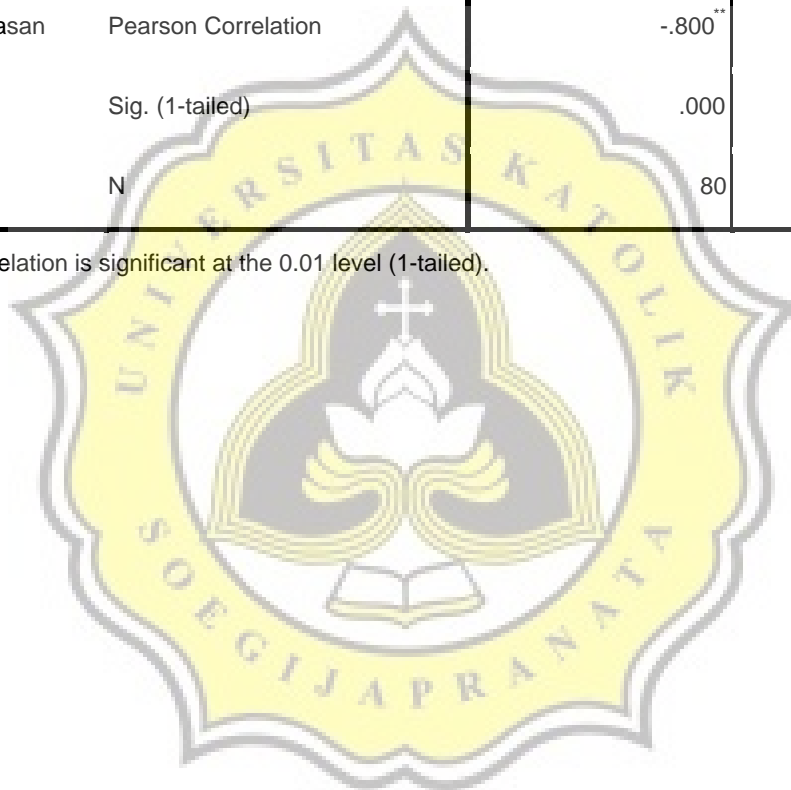 asan Pearson Correlation -.800**
Sig. (1-tailed) .000
N 80
elation is significant at the 0.01 level (1-tailed).
UNIVERSITAS KATOLIK
SOEGIJAPRANATA